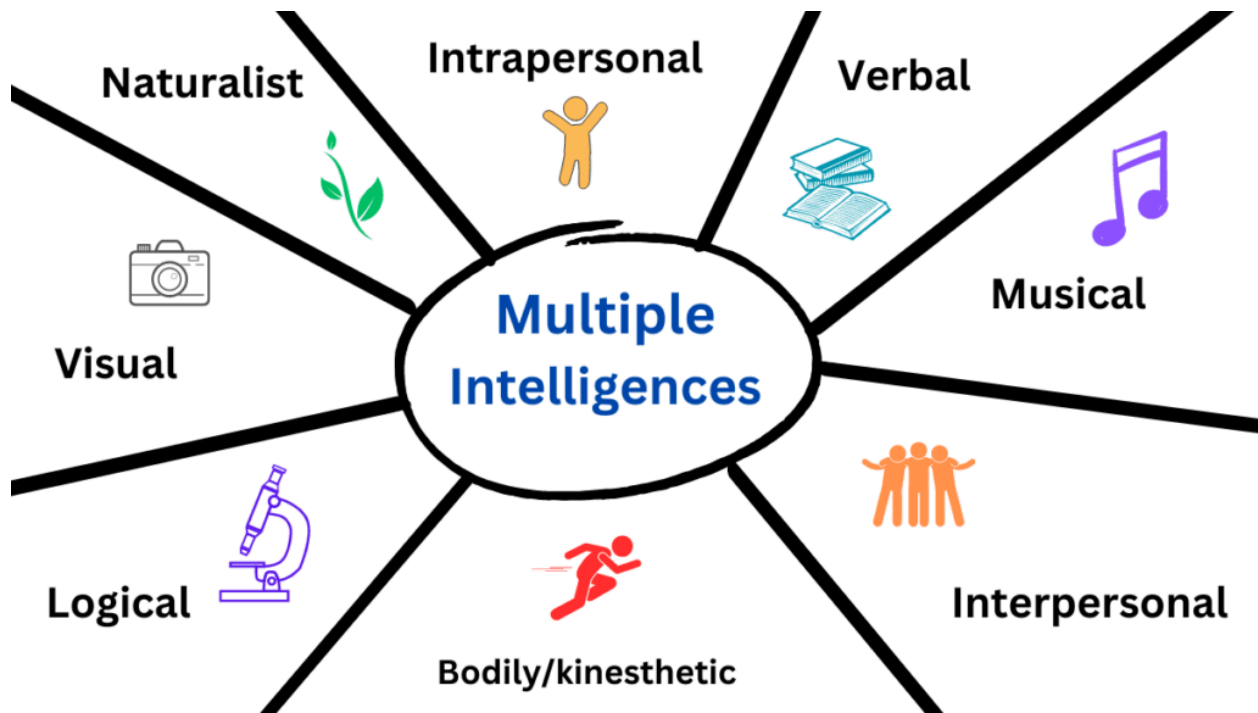 Naturalist
Intrapersonal
Verbal
Musical
Visual
Multiple
Intelligences
Logical
Interpersonal
Bodily/kinesthetic